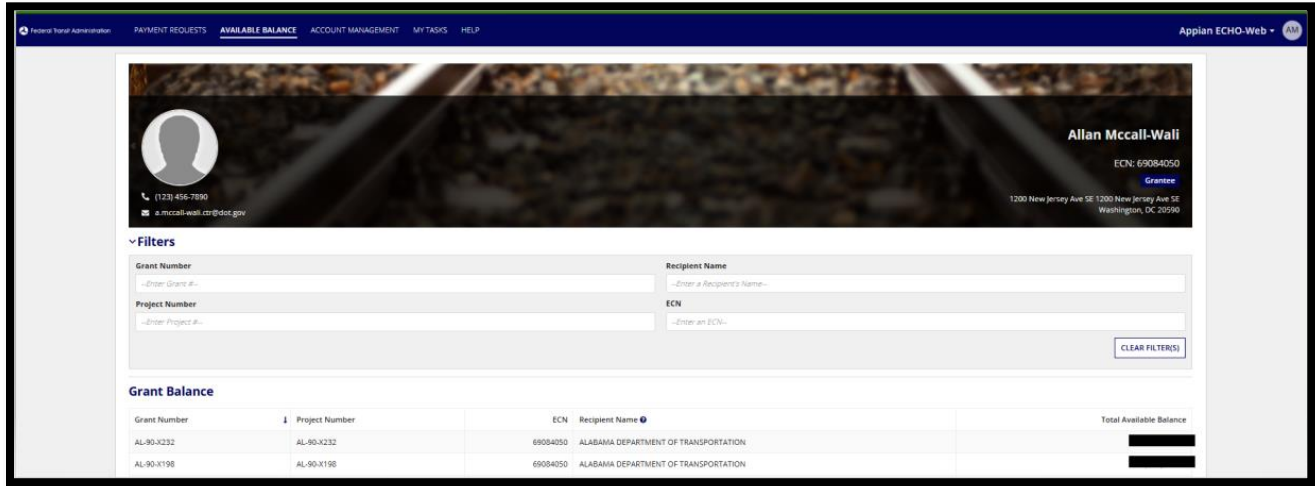 Federal Transit Administration PAYMENT REQUESTS AVAILABLE BALANCE ACCOUNT MANAGEMENT MY TASKS HELP Appian ECHO-Web AM
Allan Mccall-Wali
ECN: 69084050
Grantee
(123) 456-7890
1200 New Jersey Ave SE 1200 New Jersey Ave SE
a.mccall-wali.ctr@dot.gov
Washington, DC 20590
Filters
Grant Number Recipient Name
--Enter Grant #-- --Enter a Recipient's Name--
Project Number ECN
--Enter Project #-- --Enter an ECN--
CLEAR FILTER(S)
Grant Balance
Grant Number Project Number ECN Recipient Name Total Available Balance
AL-90-X232 AL-90-X232 69084050 ALABAMA DEPARTMENT OF TRANSPORTATION
AL-90-X198 AL-90-X198 69084050 ALABAMA DEPARTMENT OF TRANSPORTATION